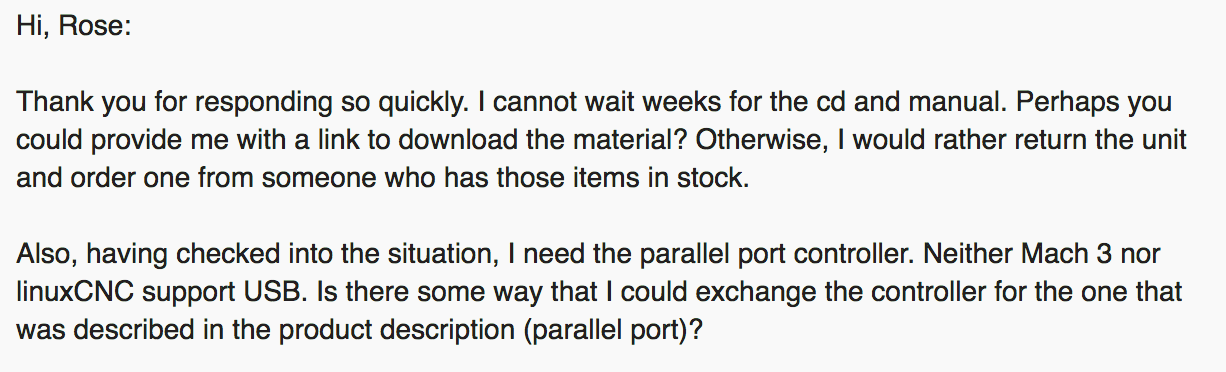 Hi, Rose:
Thank you for responding so quickly. I cannot wait weeks for the cd and manual. Perhaps you
could provide me with a link to download the material? Otherwise, I would rather return the unit
and order one from someone who has those items in stock.
Also, having checked into the situation, I need the parallel port controller. Neither Mach 3 nor
linuxCNC support USB. Is there some way that I could exchange the controller for the one that
was described in the product description (parallel port)?